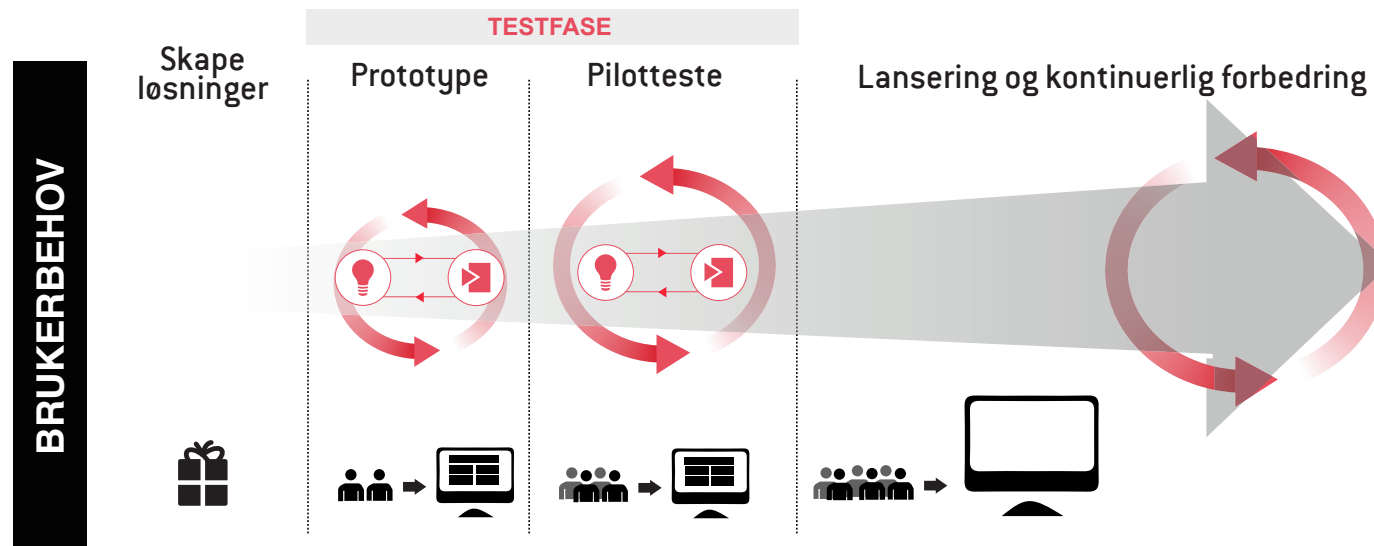 TESTFASE
Skape
løsninger
Prototype
Pilotteste
Lansering og kontinuerlig forbedring
BRUKERBEHOV